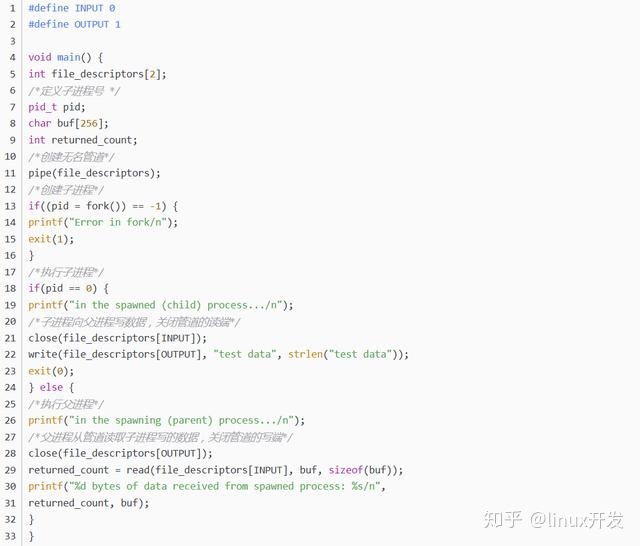 1 #define INPUT 0
2 #define OUTPUT 1
3
4 void main() {
5 int file_descriptors[2];
6 /*定义子进程号 */
7 pid_t pid;
8 char buf[256];
9 int returned_count;
10 /*创建无名管道*/
11 pipe(file_descriptors);
12 /*创建子进程*/
13 if((pid = fork()) == -1) {
14 printf("Error in fork/n");
15 exit(1);
16 }
17 /*执行子进程*/
18 if(pid == 0) {
19 printf("in the spawned (child) process.../n");
20 /*子进程向父进程写数据，关闭管道的读端*/
21 close(file_descriptors[INPUT]);
22 write(file_descriptors[OUTPUT], "test data", strlen("test data"));
23 exit(0);
24 } else {
25 /*执行父进程*/
26 printf("in the spawning (parent) process.../n");
27 /*父进程从管道读取子进程写的数据，关闭管道的写端*/
28 close(file_descriptors[OUTPUT]);
29 returned_count = read(file_descriptors[INPUT], buf, sizeof(buf));
30 printf("%d bytes of data received from spawned process: %s/n",
31 returned_count, buf);
32 }
33 }
知乎 @linux开发